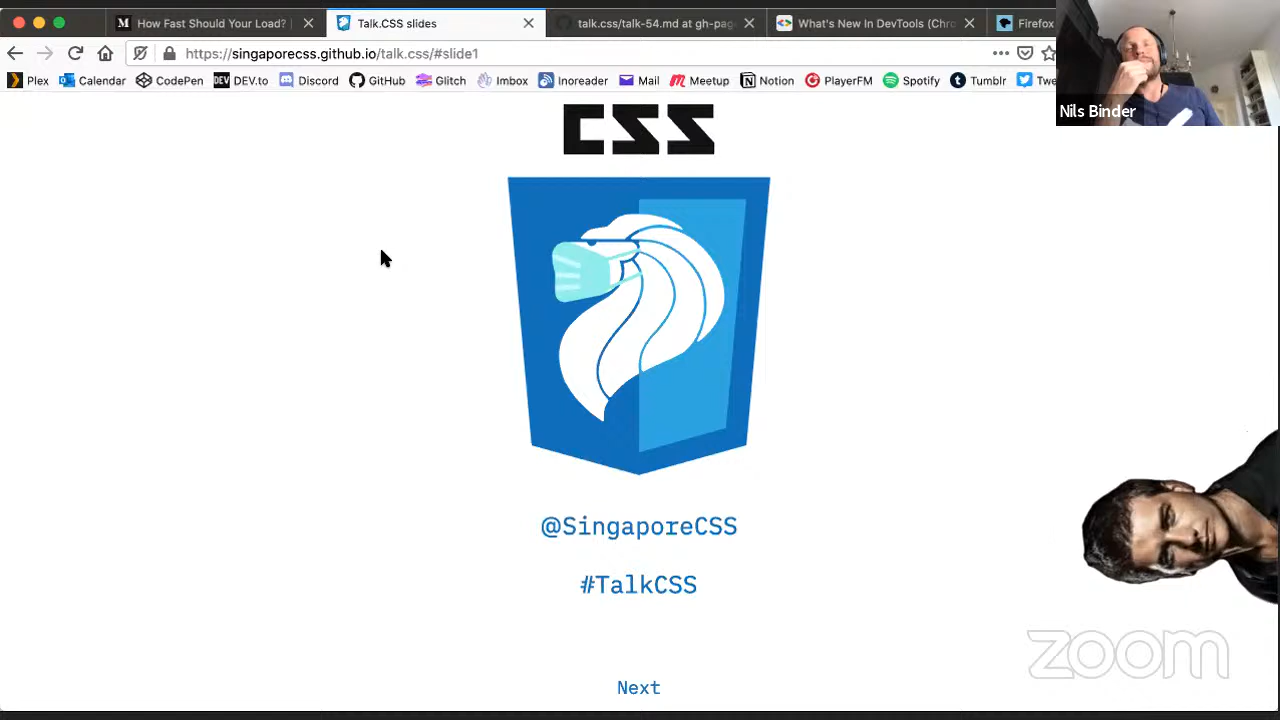 How Fast Should Your Load? |
Talk.CSS slides
talk.css/talk-54.md at gh-pag
What's New In DevTools (Chro
Firefox
https://singaporecss.github.io/talk.css/#slide1
Plex
Calendar
CodePen
DEV
DEV.to
Discord
GitHub
Glitch
Imbox
Inoreader
Mail
Meetup
Notion
PlayerFM
Spotify
Tumblr
Twe
Nils Binder
CSS
@SingaporeCSS
#TalkCSS
Next
zoom